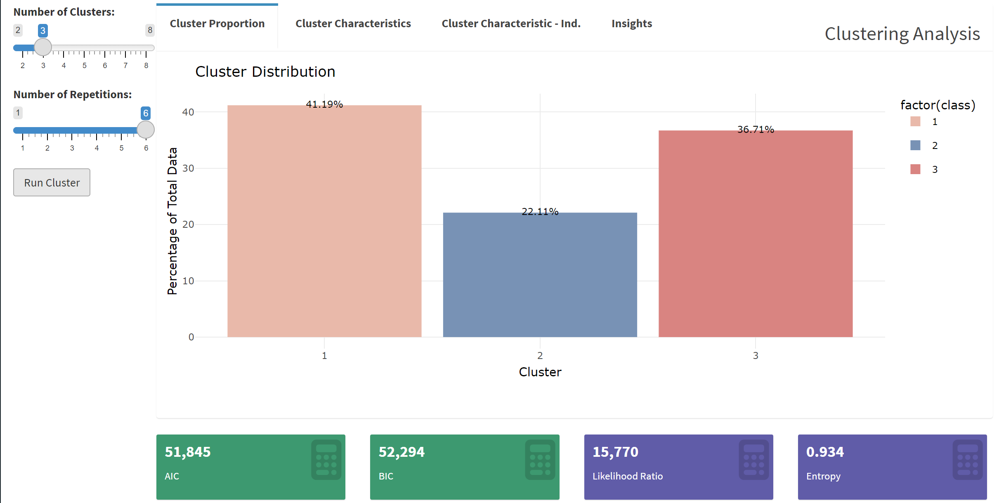 Number of Clusters:
2 3 8
2 3 4 5 6 7 8
Number of Repetitions:
1 6
1 2 3 4 5 6
Run Cluster
Cluster Proportion Cluster Characteristics Cluster Characteristic - Ind. Insights
Clustering Analysis
Cluster Distribution
41.19%
22.11%
36.71%
40
30
20
10
0
Percentage of Total Data
1 2 3
Cluster
factor(class)
1
2
3
51,845
AIC
52,294
BIC
15,770
Likelihood Ratio
0.934
Entropy